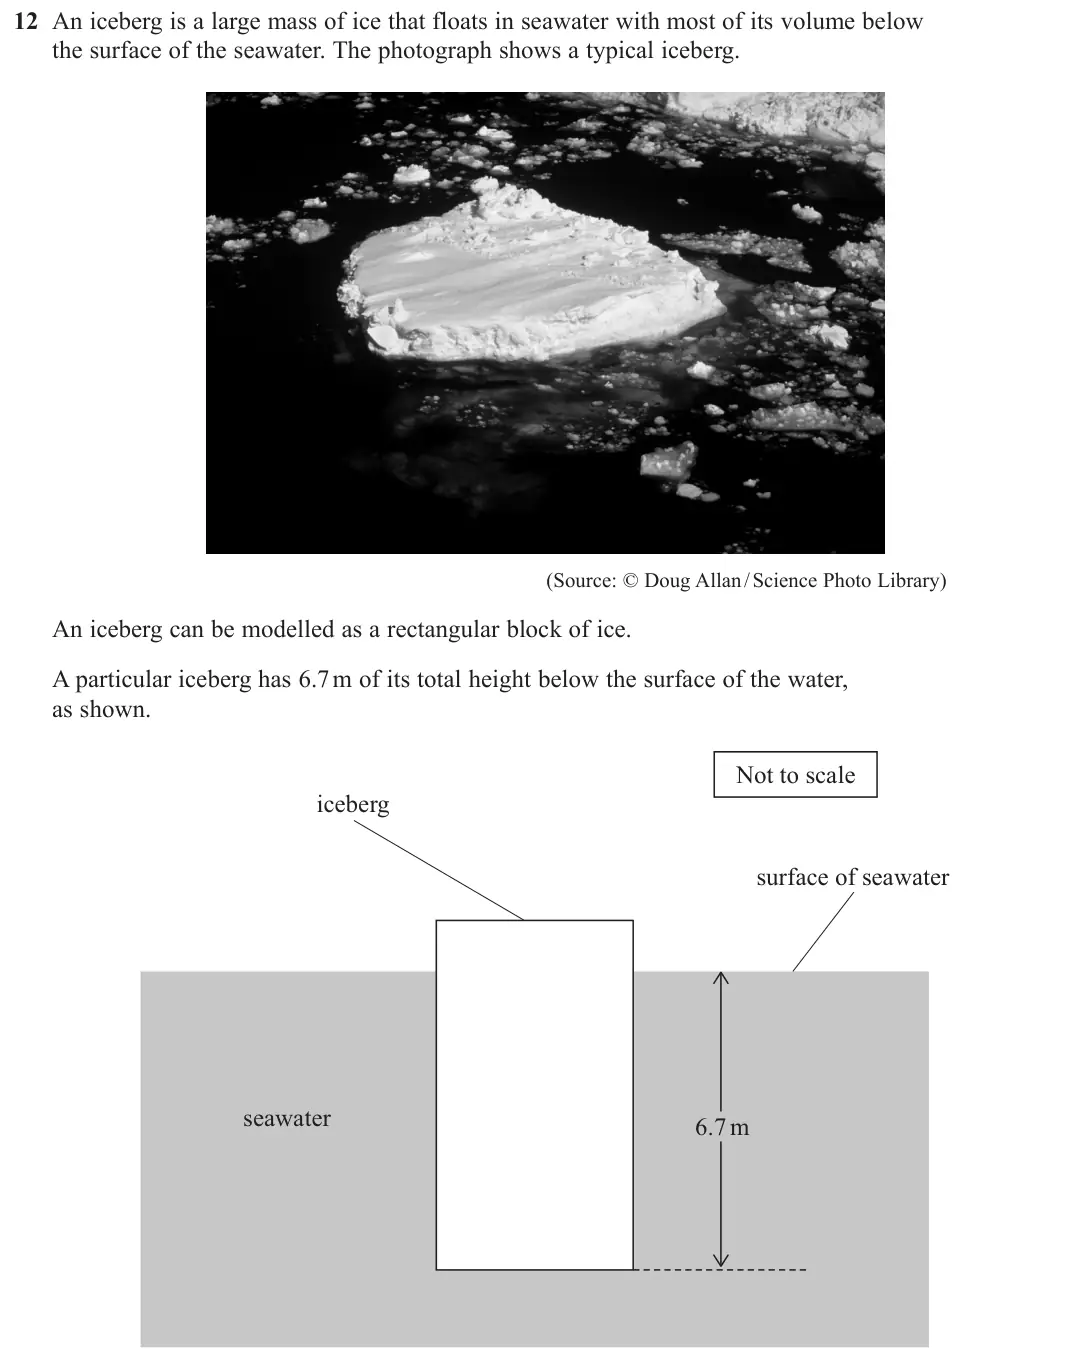 12 An iceberg is a large mass of ice that floats in seawater with most of its volume below
the surface of the seawater. The photograph shows a typical iceberg.
(Source: © Doug Allan/Science Photo Library)
An iceberg can be modelled as a rectangular block of ice.
A particular iceberg has 6.7 m of its total height below the surface of the water,
as shown.
Not to scale
iceberg
surface of seawater
seawater
6.7 m